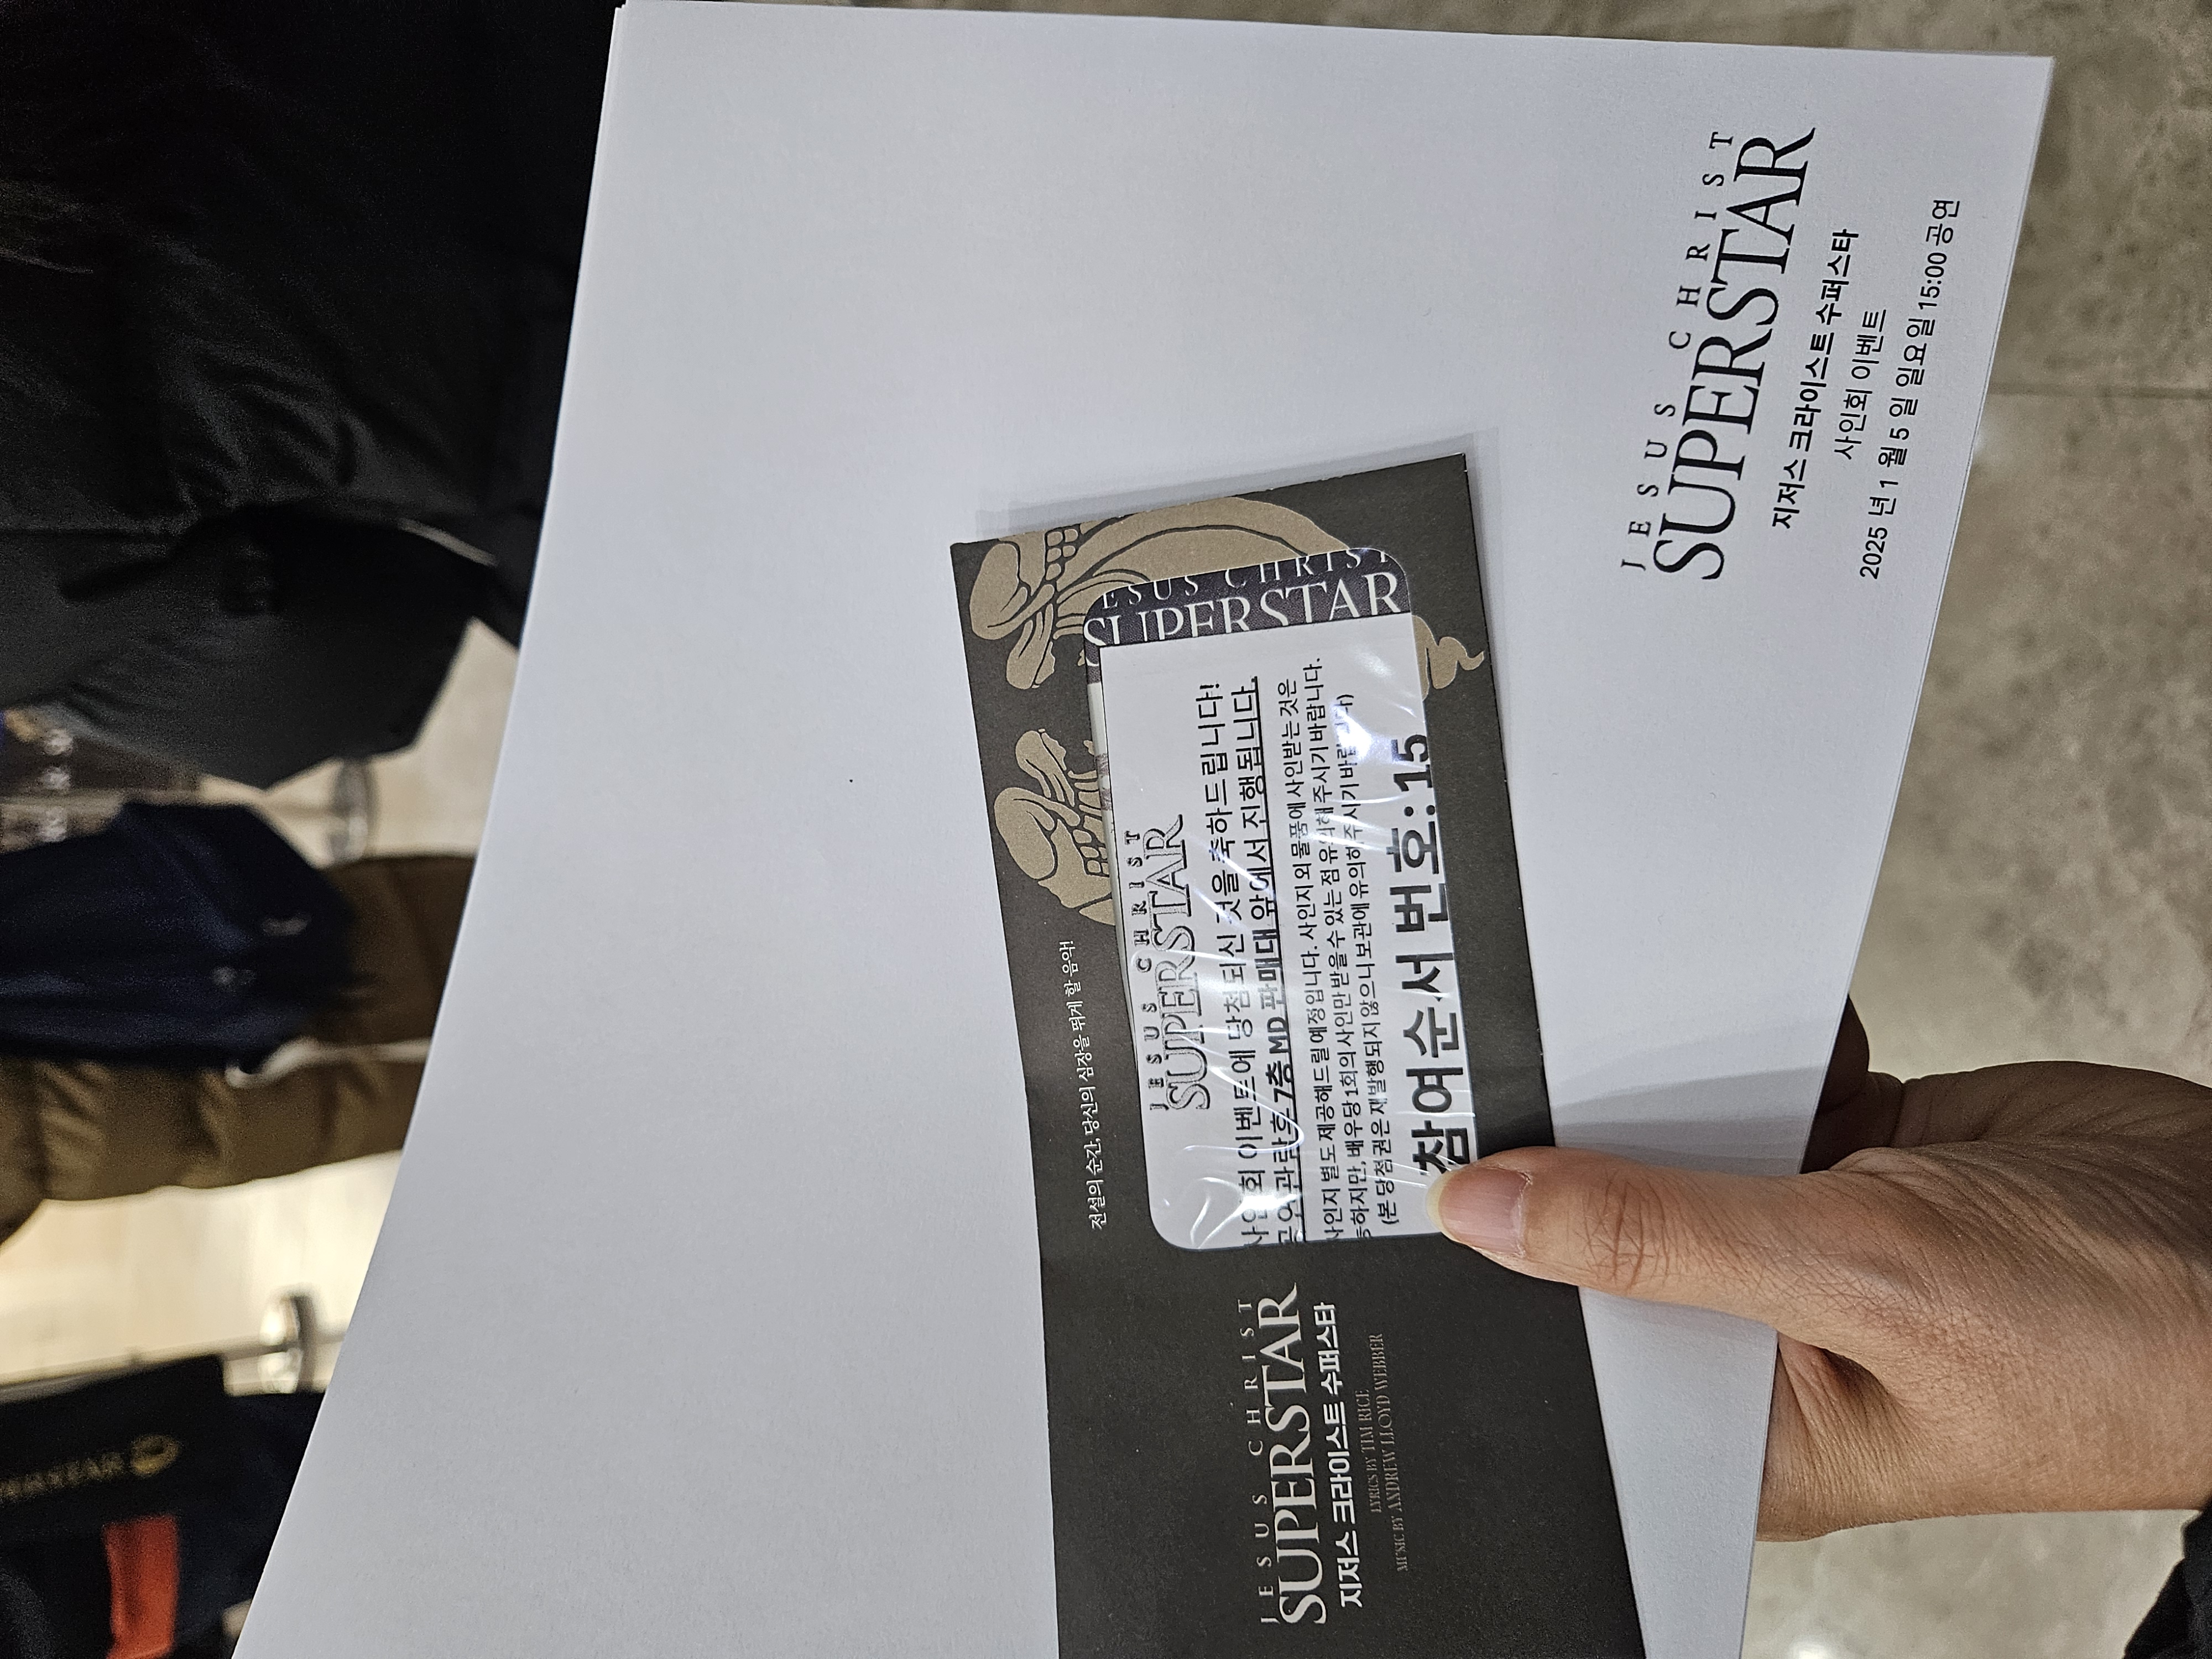 전설의 순간, 당신의 심장을 뛰게 할 음악!
JESUS CHRIST
SUPERSTAR
지저스 크라이스트 수퍼스타
LYRICS BY TIM RICE
MUSIC BY ANDREW LLOYD WEBBER
JESUS CHRIST
SUPERSTAR
사인회 이벤트에 당첨되신 것을 축하드립니다!
공연 관람 후 7층 MD 판매대 앞에서 진행됩니다.
사인지 별도 제공해드릴 예정입니다. 사인지 외 물품에 사인받는 것은
하지만, 배우당 1회의 사인만 받을 수 있는 점 유의해 주시기 바랍니다.
(본 당첨권은 재발행되지 않으니 보관에 유의해 주시기 바랍니다)
참여순서 번호:15
ESUS CHRIST
SUPERSTAR
JESUS CHRIST
SUPERSTAR
지저스 크라이스트 수퍼스타
사인회 이벤트
2025 년 1 월 5 일 일요일 15:00 공연